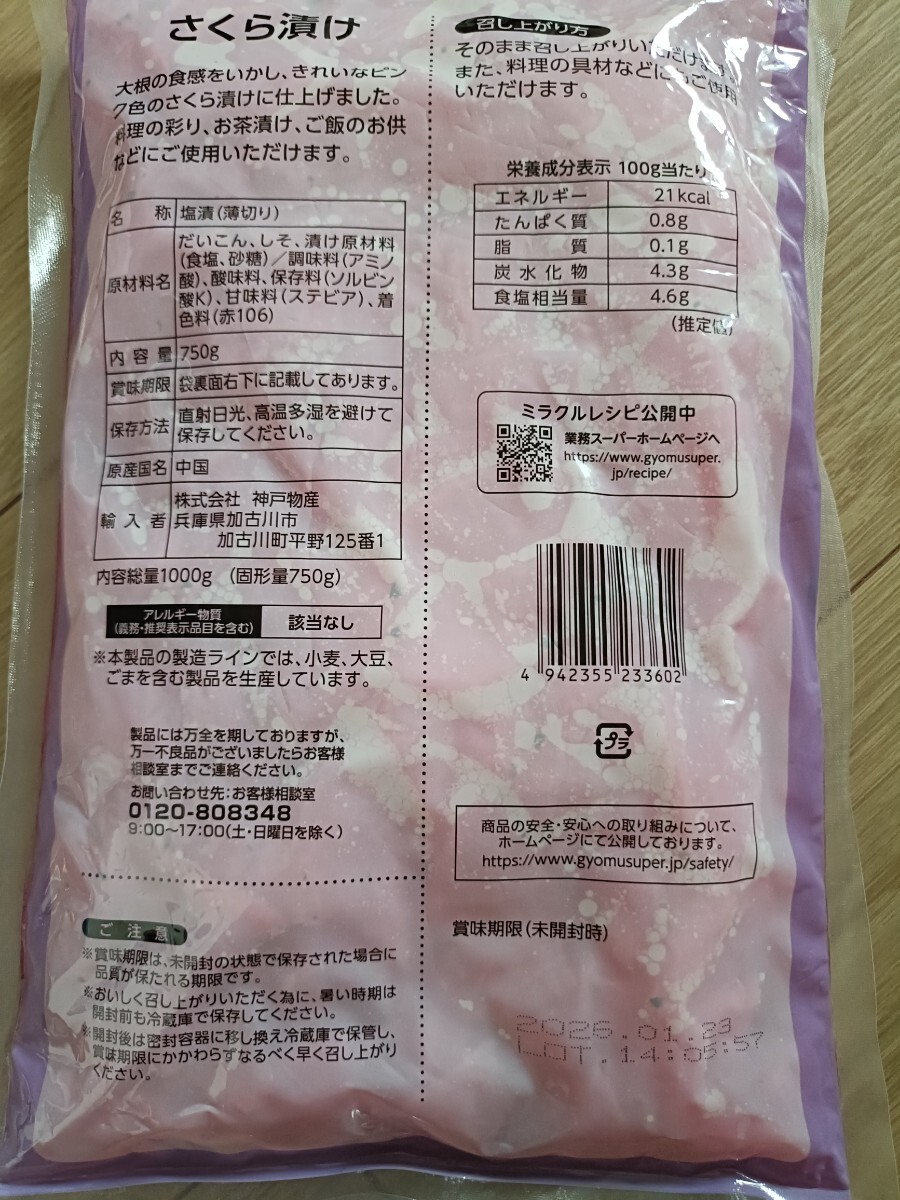 さくら漬け
大根の食感をいかし、きれいなピン
ク色のさくら漬けに仕上げました。
料理の彩り、お茶漬け、ご飯のお供
などにご使用いただけます。
名称 塩漬(薄切り)
原材料名 だいこん、しそ、漬け原材料
(食塩、砂糖)/調味料(アミノ
酸)、酸味料、保存料(ソルビン
酸K)、甘味料(ステビア)、着
色料(赤106)
内容量 750g
賞味期限 袋裏面右下に記載してあります。
保存方法 直射日光、高温多湿を避けて
保存してください。
原産国名 中国
輸入者 株式会社 神戸物産
兵庫県加古川市
加古川町平野125番1
内容総量1000g (固形量750g)
アレルギー物質
(義務・推奨表示品目を含む) 該当なし
※本製品の製造ラインでは、小麦、大豆、
ごまを含む製品を生産しています。
製品には万全を期しておりますが、
万一不良品がございましたらお客様
相談室までご連絡ください。
お問い合わせ先:お客様相談室
0120-808348
9:00～17:00(土・日曜日を除く)
ご注意
※賞味期限は、未開封の状態で保存された場合に
品質が保たれる期限です。
※おいしく召し上がりいただく為に、暑い時期は
開封前も冷蔵庫で保存してください。
※開封後は密封容器に移し換え冷蔵庫で保管し、
賞味期限にかかわらずなるべく早く召し上がり
ください。
召し上がり方
そのまま召し上がりいただけます。
また、料理の具材などにもご使用
いただけます。
栄養成分表示 100g当たり
エネルギー 21kcal
たんぱく質 0.8g
脂質 0.1g
炭水化物 4.3g
食塩相当量 4.6g
(推定値)
ミラクルレシピ公開中
業務スーパーホームページへ
https://www.gyomusuper.
jp/recipe/
4 942355 233602
プラ
商品の安全・安心への取り組みについて、
ホームページにて公開しております。
https://www.gyomusuper.jp/safety/
賞味期限(未開封時)
2026.01.23
LOT.14:05:57